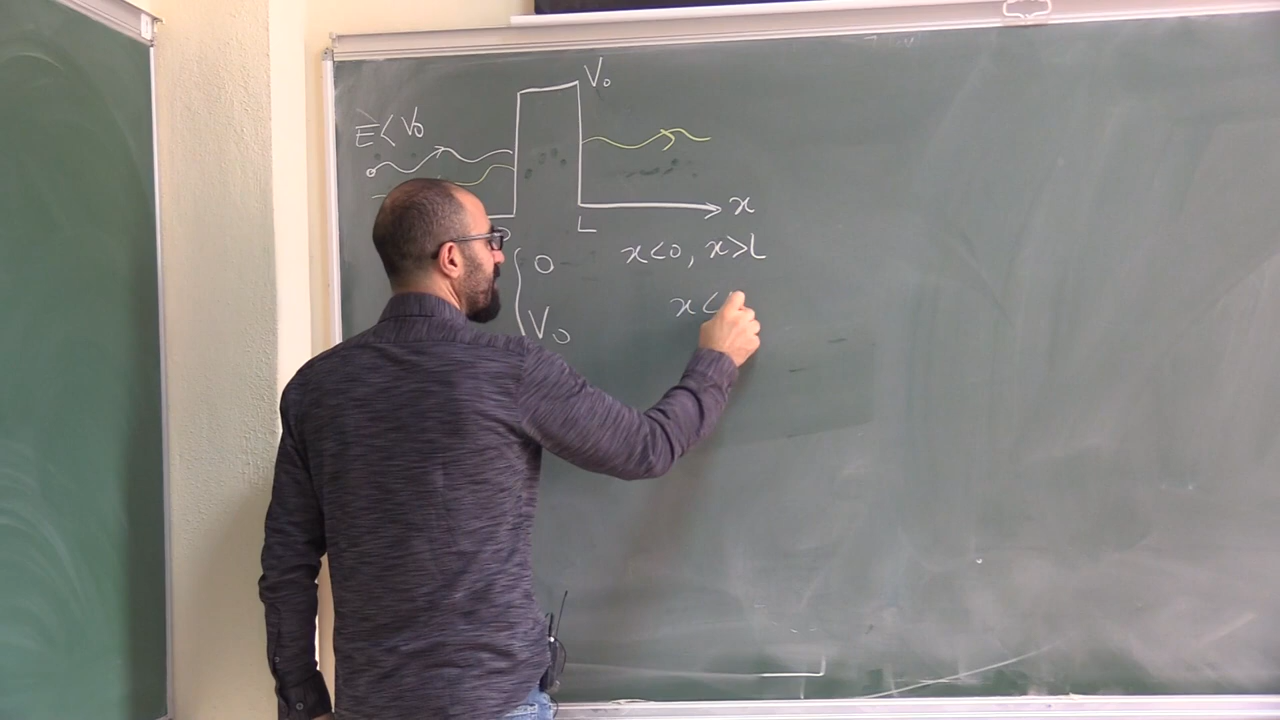 V₀
E < V₀
x
L
0 x<0, x>L
V₀ x<